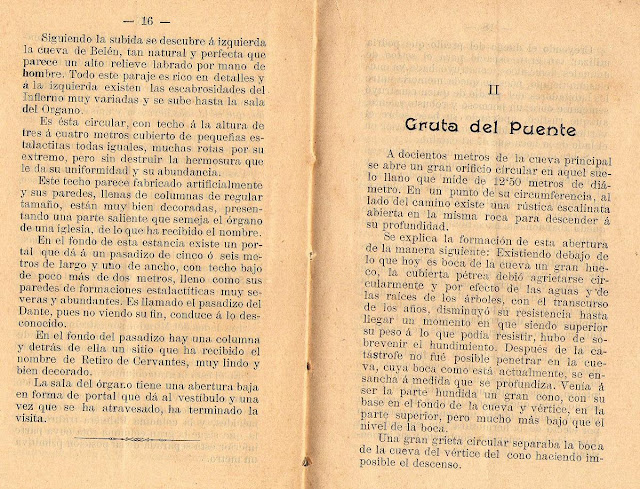 — 16 —
Siguiendo la subida se descubre á izquierda
la cueva de Belén, tan natural y perfecta que
parece un alto relieve labrado por mano de
hombre. Todo este paraje es rico en detalles y
á la izquierda existen las escabrosidades del
Infierno muy variadas y se sube hasta la sala
del Organo.
Es ésta circular, con techo á la altura de
tres á cuatro metros cubierto de pequeñas es-
talactitas todas iguales, muchas rotas por su
extremo, pero sin destruir la hermosura que
le da su uniformidad y su abundancia.
Este techo parece fabricado artificialmente
y sus paredes, llenas de columnas de regular
tamaño, están muy bien decoradas, presen-
tando una parte saliente que semeja el órgano
de una iglesia, de lo que ha recibido el nombre.
En el fondo de esta estancia existe un por-
tal que dá á un pasadizo de cinco ó seis me-
tros de largo y uno de ancho, con techo bajo
de poco más de dos metros, lleno como sus
paredes de formaciones estalactíticas muy se-
veras y abundantes. Es llamado el pasadizo del
Dante, pues no viendo su fin, conduce á lo des-
conocido.
En el fondo del pasadizo hay una columna
y detrás de ella un sitio que ha recibido el
nombre de Retiro de Cervantes, muy lindo y
bien decorado.
La sala del órgano tiene una abertura baja
en forma de portal que dá al vestíbulo y una
vez que se ha atravesado, ha terminado la
visita.
II
Gruta del Puente
A docientos metros de la cueva principal
se abre un gran orificio circular en aquel sue-
lo llano que mide de 12'50 metros de diá-
metro. En un punto de su circunferencia, al
lado del camino existe una rústica escalinata
abierta en la misma roca para descender á
su profundidad.
Se explica la formación de esta abertura
de la manera siguiente: Existiendo debajo de
lo que hoy es boca de la cueva un gran hue-
co, la cubierta pétrea debió agrietarse cir-
cularmente y por efecto de las aguas y de
las raíces de los árboles, con el transcurso
de los años, disminuyó su resistencia hasta
llegar un momento en que siendo superior
su peso á lo que podía resistir, hubo de so-
brevenir el hundimiento. Después de la ca-
tástrofe no fué posible penetrar en la cue-
va, cuya boca como está actualmente, se en-
sancha á medida que se profundiza. Venía á
ser la parte hundida un gran cono, con su
base en el fondo de la cueva y vértice, en la
parte superior, pero mucho más bajo que el
nivel de la boca.
Una gran grieta circular separaba la boca
de la cueva del vértice del cono haciendo im-
posible el descenso.